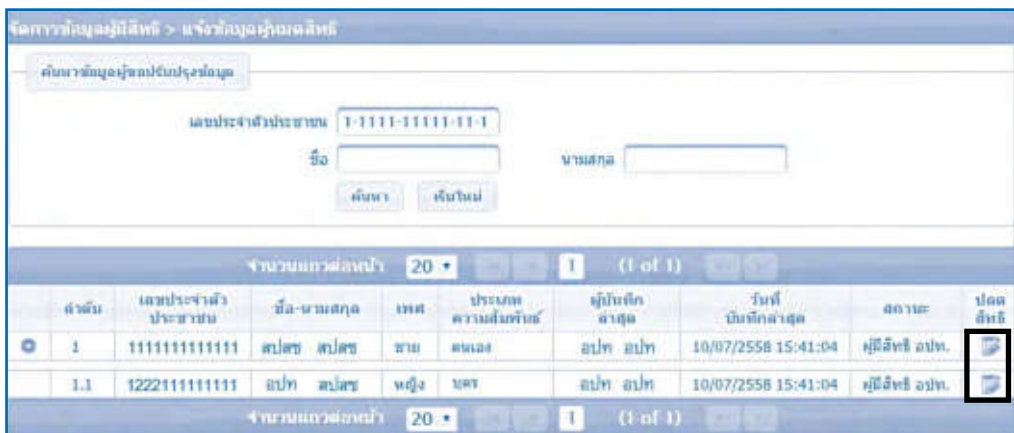 จัดการข้อมูลผู้มีสิทธิ > แจ้งข้อมูลผู้หมดสิทธิ
ค้นหาข้อมูลผู้ขอปรับปรุงข้อมูล
เลขประจำตัวประชาชน 1-1111-11111-11-1
ชื่อ นามสกุล
ค้นหา เริ่มใหม่
จำนวนแถวต่อหน้า 20 1 (1 of 1)
ลำดับ เลขประจำตัวประชาชน ชื่อ-นามสกุล เพศ ประเภทความสัมพันธ์ ผู้บันทึกล่าสุด วันที่บันทึกล่าสุด สถานะ ปลดสิทธิ
1 1111111111111 สปสช สปสช ชาย ตนเอง อปท อปท 10/07/2558 15:41:04 ผู้มีสิทธิ อปท.
1.1 1222111111111 อปท สปสช หญิง บุตร อปท อปท 10/07/2558 15:41:04 ผู้มีสิทธิ อปท.
จำนวนแถวต่อหน้า 20 1 (1 of 1)